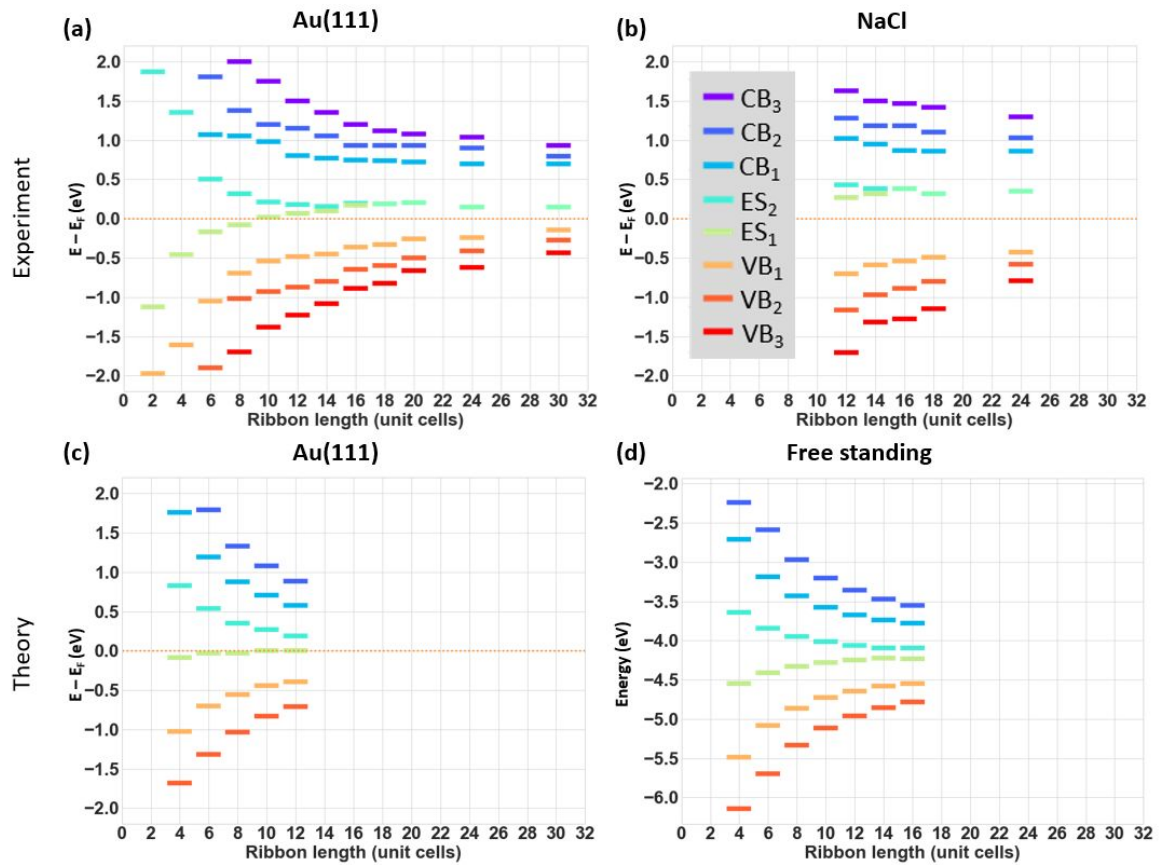 Au(111)
NaCl
(a)
(b)
Experiment
E − E_F (eV)
2.0
1.5
1.0
0.5
0.0
−0.5
−1.0
−1.5
−2.0
0 2 4 6 8 10 12 14 16 18 20 22 24 26 28 30 32
Ribbon length (unit cells)
E − E_F (eV)
2.0
1.5
1.0
0.5
0.0
−0.5
−1.0
−1.5
−2.0
CB₃
CB₂
CB₁
ES₂
ES₁
VB₁
VB₂
VB₃
0 2 4 6 8 10 12 14 16 18 20 22 24 26 28 30 32
Ribbon length (unit cells)
(c)
Au(111)
(d)
Free standing
Theory
E − E_F (eV)
2.0
1.5
1.0
0.5
0.0
−0.5
−1.0
−1.5
−2.0
0 2 4 6 8 10 12 14 16 18 20 22 24 26 28 30 32
Ribbon length (unit cells)
Energy (eV)
−2.0
−2.5
−3.0
−3.5
−4.0
−4.5
−5.0
−5.5
−6.0
0 2 4 6 8 10 12 14 16 18 20 22 24 26 28 30 32
Ribbon length (unit cells)